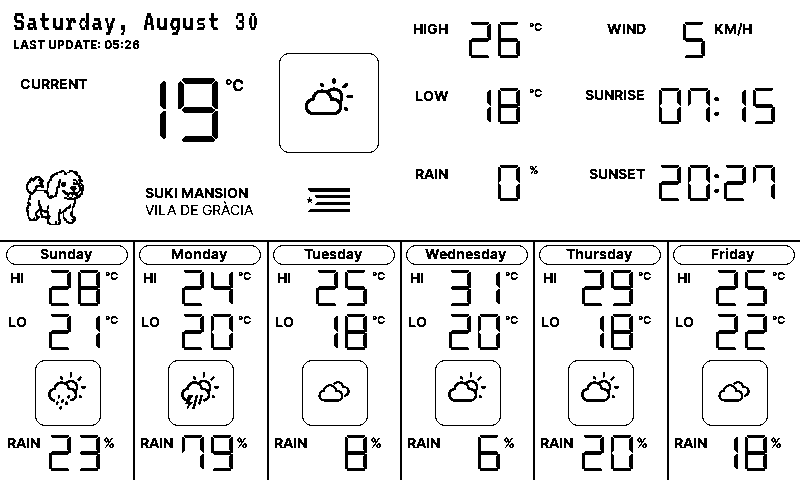 Saturday, August 30
LAST UPDATE: 05:26
CURRENT 19 °C
SUKI MANSION
VILA DE GRÀCIA
HIGH 26 °C
LOW 18 °C
RAIN 0 %
WIND 5 KM/H
SUNRISE 07:15
SUNSET 20:27
Sunday
HI 28 °C
LO 21 °C
RAIN 23 %
Monday
HI 24 °C
LO 20 °C
RAIN 79 %
Tuesday
HI 25 °C
LO 18 °C
RAIN 8 %
Wednesday
HI 31 °C
LO 20 °C
RAIN 6 %
Thursday
HI 29 °C
LO 18 °C
RAIN 20 %
Friday
HI 25 °C
LO 22 °C
RAIN 18 %